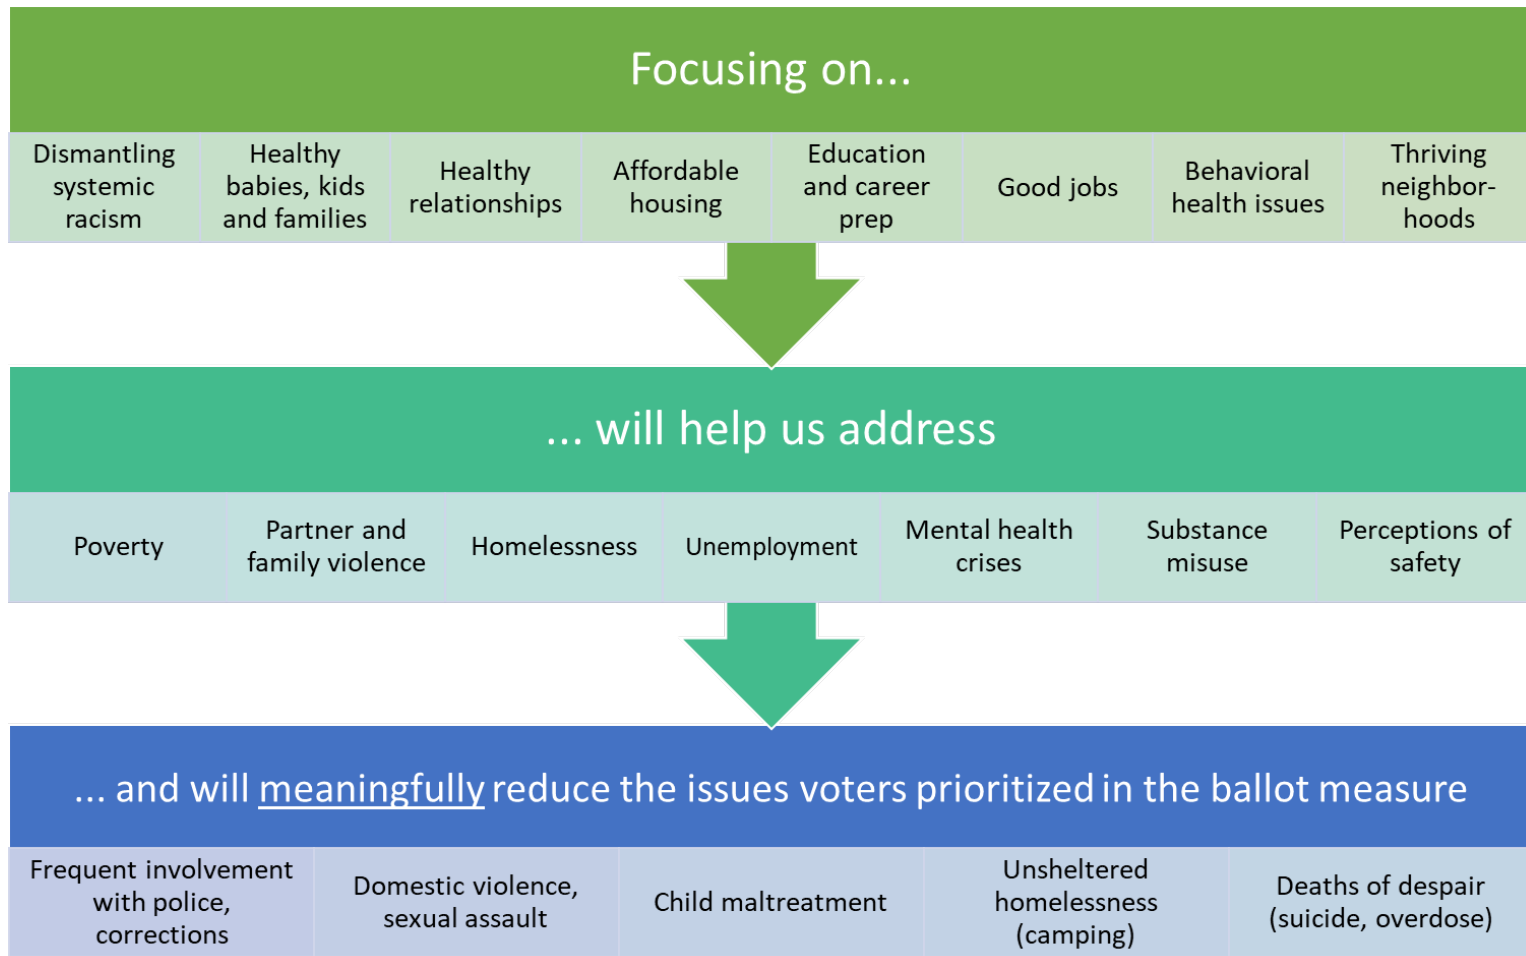 Focusing on...
Dismantling
systemic
racism
Healthy
babies, kids
and families
Healthy
relationships
Affordable
housing
Education
and career
prep
Good jobs
Behavioral
health issues
Thriving
neighbor-
hoods
... will help us address
Poverty
Partner and
family violence
Homelessness
Unemployment
Mental health
crises
Substance
misuse
Perceptions of
safety
... and will meaningfully reduce the issues voters prioritized in the ballot measure
Frequent involvement
with police,
corrections
Domestic violence,
sexual assault
Child maltreatment
Unsheltered
homelessness
(camping)
Deaths of despair
(suicide, overdose)